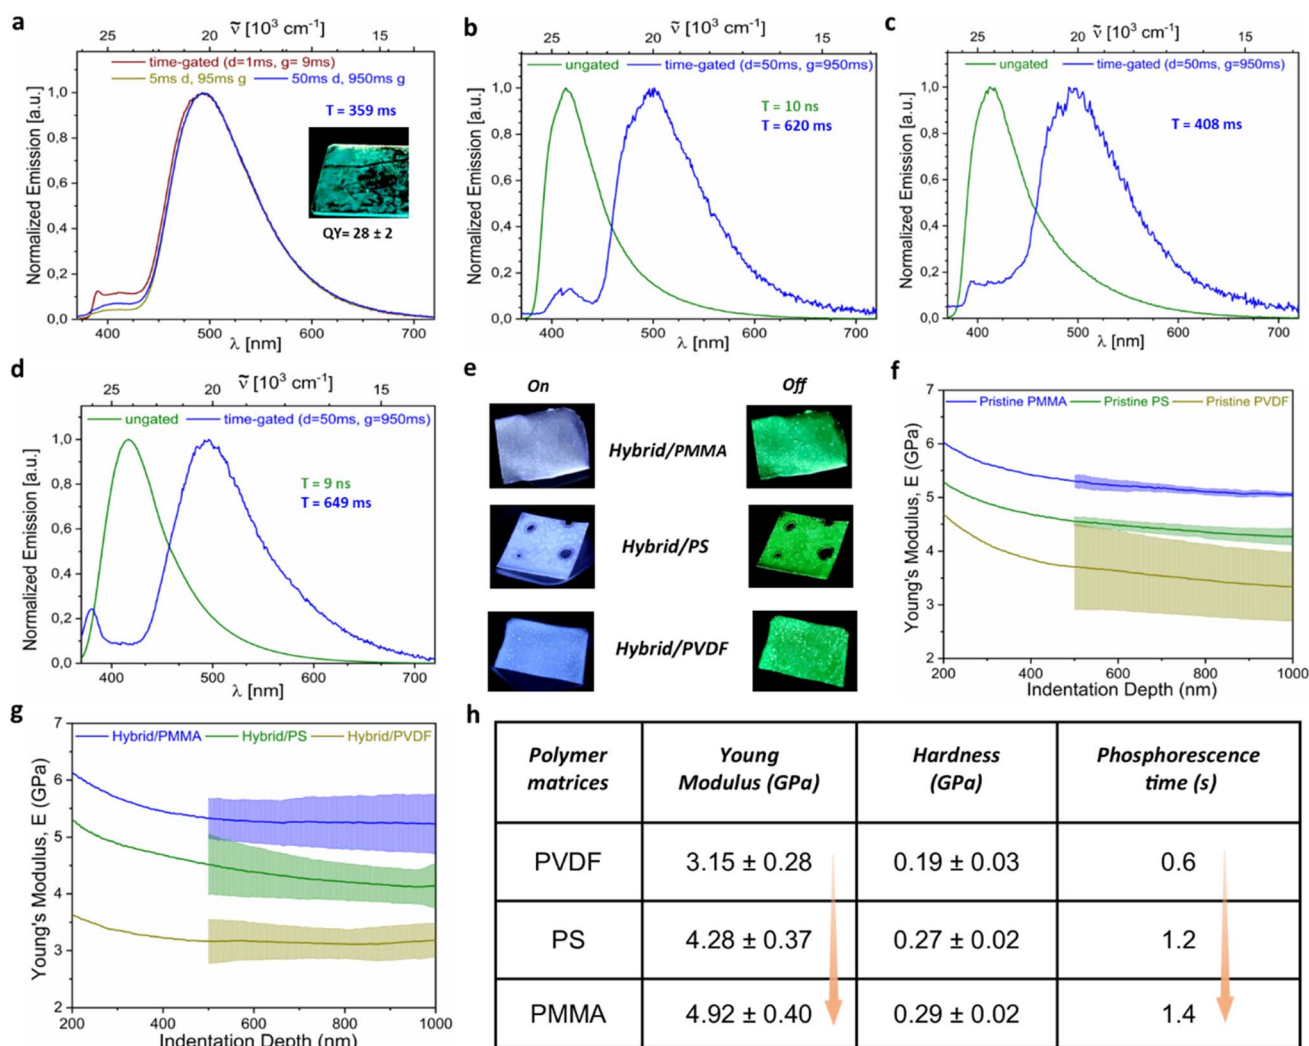 a
ṽ [10³ cm⁻¹]
25 20 15
time-gated (d=1ms, g= 9ms)
5ms d, 95ms g 50ms d, 950ms g
T = 359 ms
QY= 28 ± 2
Normalized Emission [a.u.]
1,0
0,8
0,6
0,4
0,2
0,0
400 500 600 700
λ [nm]
b
ṽ [10³ cm⁻¹]
25 20 15
ungated time-gated (d=50ms, g=950ms)
T = 10 ns
T = 620 ms
Normalized Emission [a.u.]
1,0
0,8
0,6
0,4
0,2
0,0
400 500 600 700
λ [nm]
c
ṽ [10³ cm⁻¹]
25 20 15
ungated time-gated (d=50ms, g=950ms)
T = 408 ms
Normalized Emission [a.u.]
1,0
0,8
0,6
0,4
0,2
0,0
400 500 600 700
λ [nm]
d
ṽ [10³ cm⁻¹]
25 20 15
ungated time-gated (d=50ms, g=950ms)
T = 9 ns
T = 649 ms
Normalized Emission [a.u.]
1,0
0,8
0,6
0,4
0,2
0,0
400 500 600 700
λ [nm]
e
On Off
Hybrid/PMMA
Hybrid/PS
Hybrid/PVDF
f
Pristine PMMA Pristine PS Pristine PVDF
Young's Modulus, E (GPa)
7
6
5
4
3
2
200 400 600 800 1000
Indentation Depth (nm)
g
Hybrid/PMMA Hybrid/PS Hybrid/PVDF
Young's Modulus, E (GPa)
7
6
5
4
3
2
200 400 600 800 1000
Indentation Depth (nm)
h
Polymer matrices Young Modulus (GPa) Hardness (GPa) Phosphorescence time (s)
PVDF 3.15 ± 0.28 0.19 ± 0.03 0.6
PS 4.28 ± 0.37 0.27 ± 0.02 1.2
PMMA 4.92 ± 0.40 0.29 ± 0.02 1.4